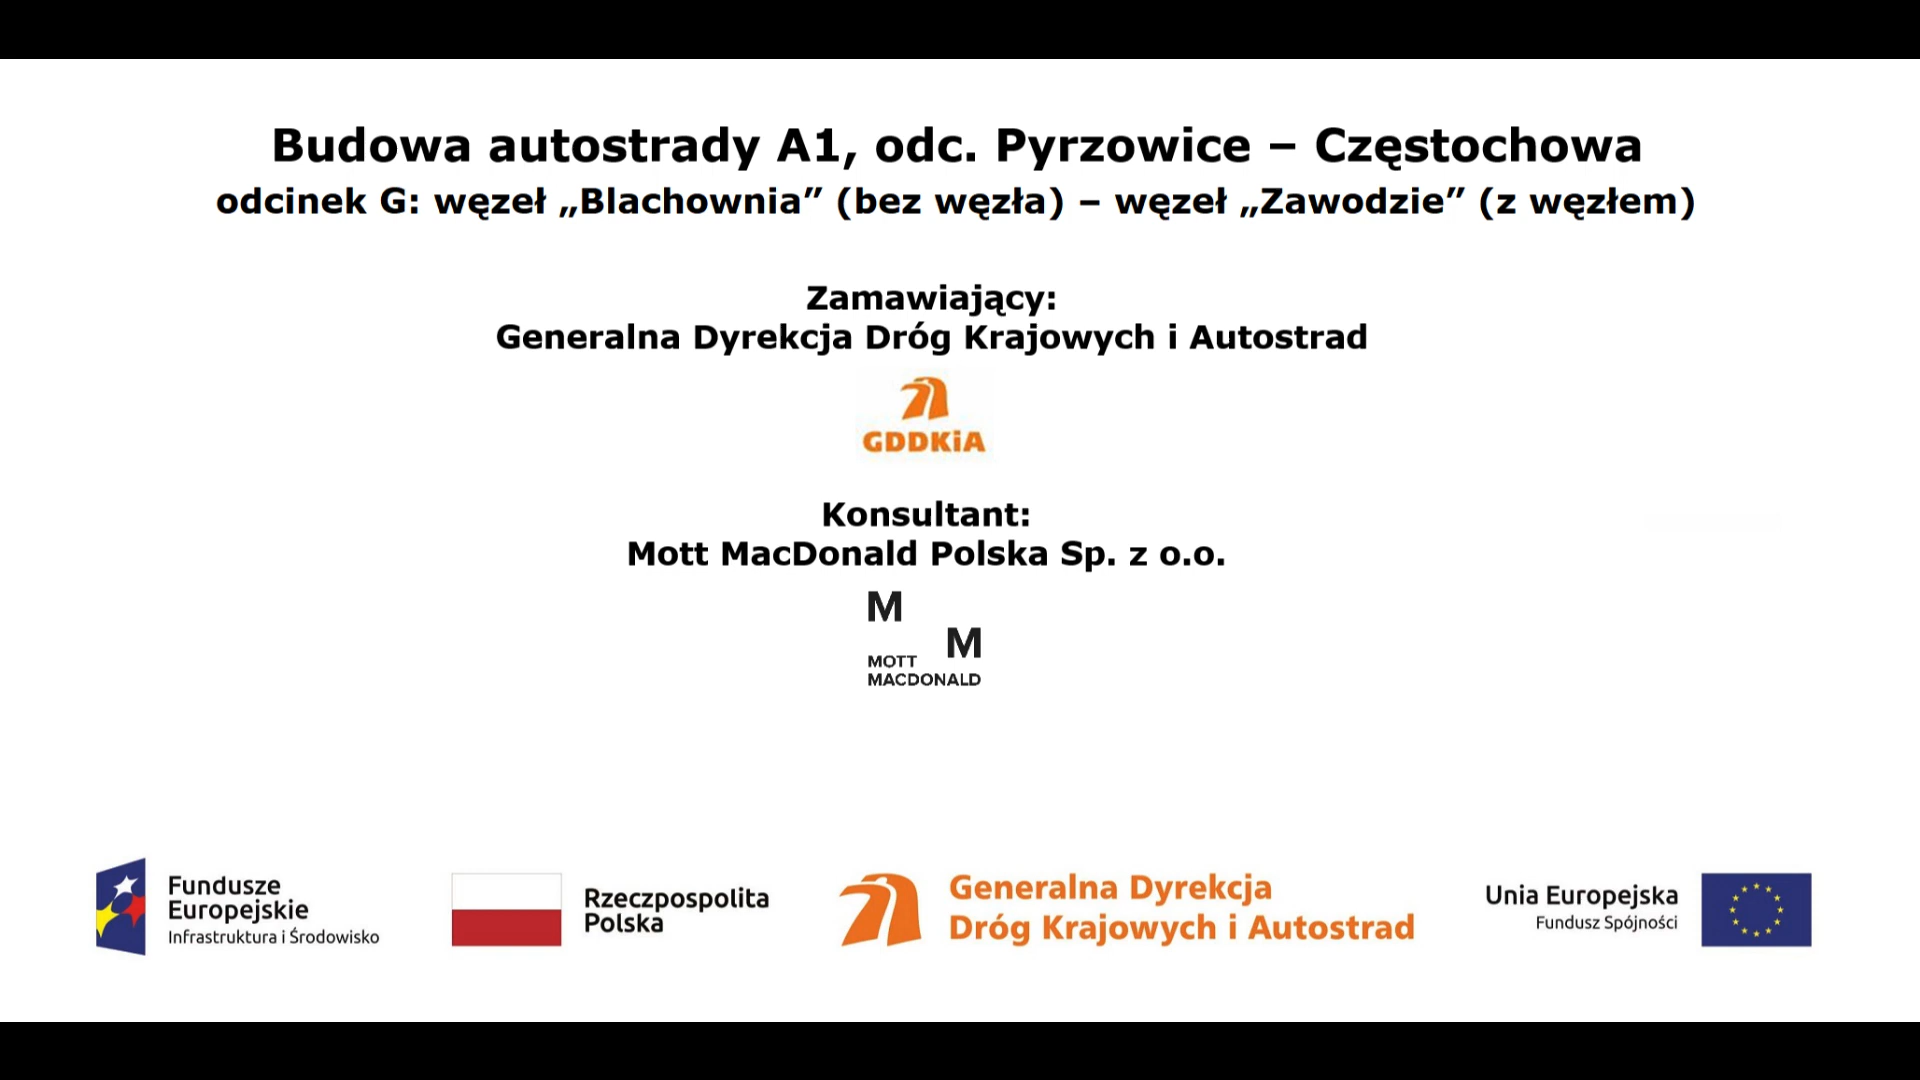 Budowa autostrady A1, odc. Pyrzowice – Częstochowa
odcinek G: węzeł „Blachownia” (bez węzła) – węzeł „Zawodzie” (z węzłem)
Zamawiający:
Generalna Dyrekcja Dróg Krajowych i Autostrad
GDDKiA
Konsultant:
Mott MacDonald Polska Sp. z o.o.
M
M
MOTT
MACDONALD
Fundusze
Europejskie
Infrastruktura i Środowisko
Rzeczpospolita
Polska
Generalna Dyrekcja
Dróg Krajowych i Autostrad
Unia Europejska
Fundusz Spójności